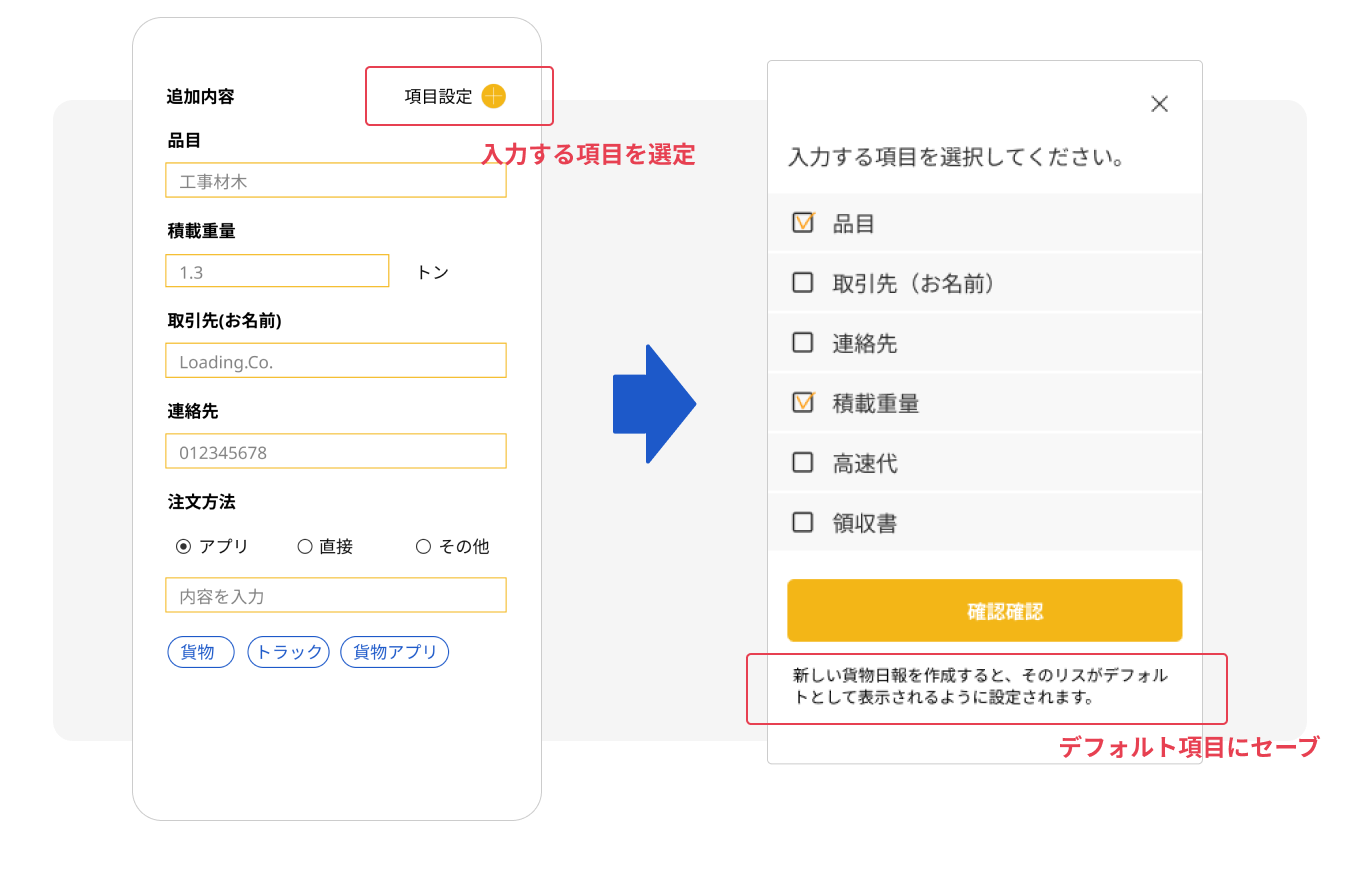 追加内容
項目設定
入力する項目を選定
品目
工事材木
積載重量
1.3
トン
取引先(お名前)
Loading.Co.
連絡先
012345678
注文方法
アプリ
直接
その他
内容を入力
貨物
トラック
貨物アプリ
入力する項目を選択してください。
品目
取引先（お名前）
連絡先
積載重量
高速代
領収書
確認確認
新しい貨物日報を作成すると、そのリスがデフォル
トとして表示されるように設定されます。
デフォルト項目にセーブ